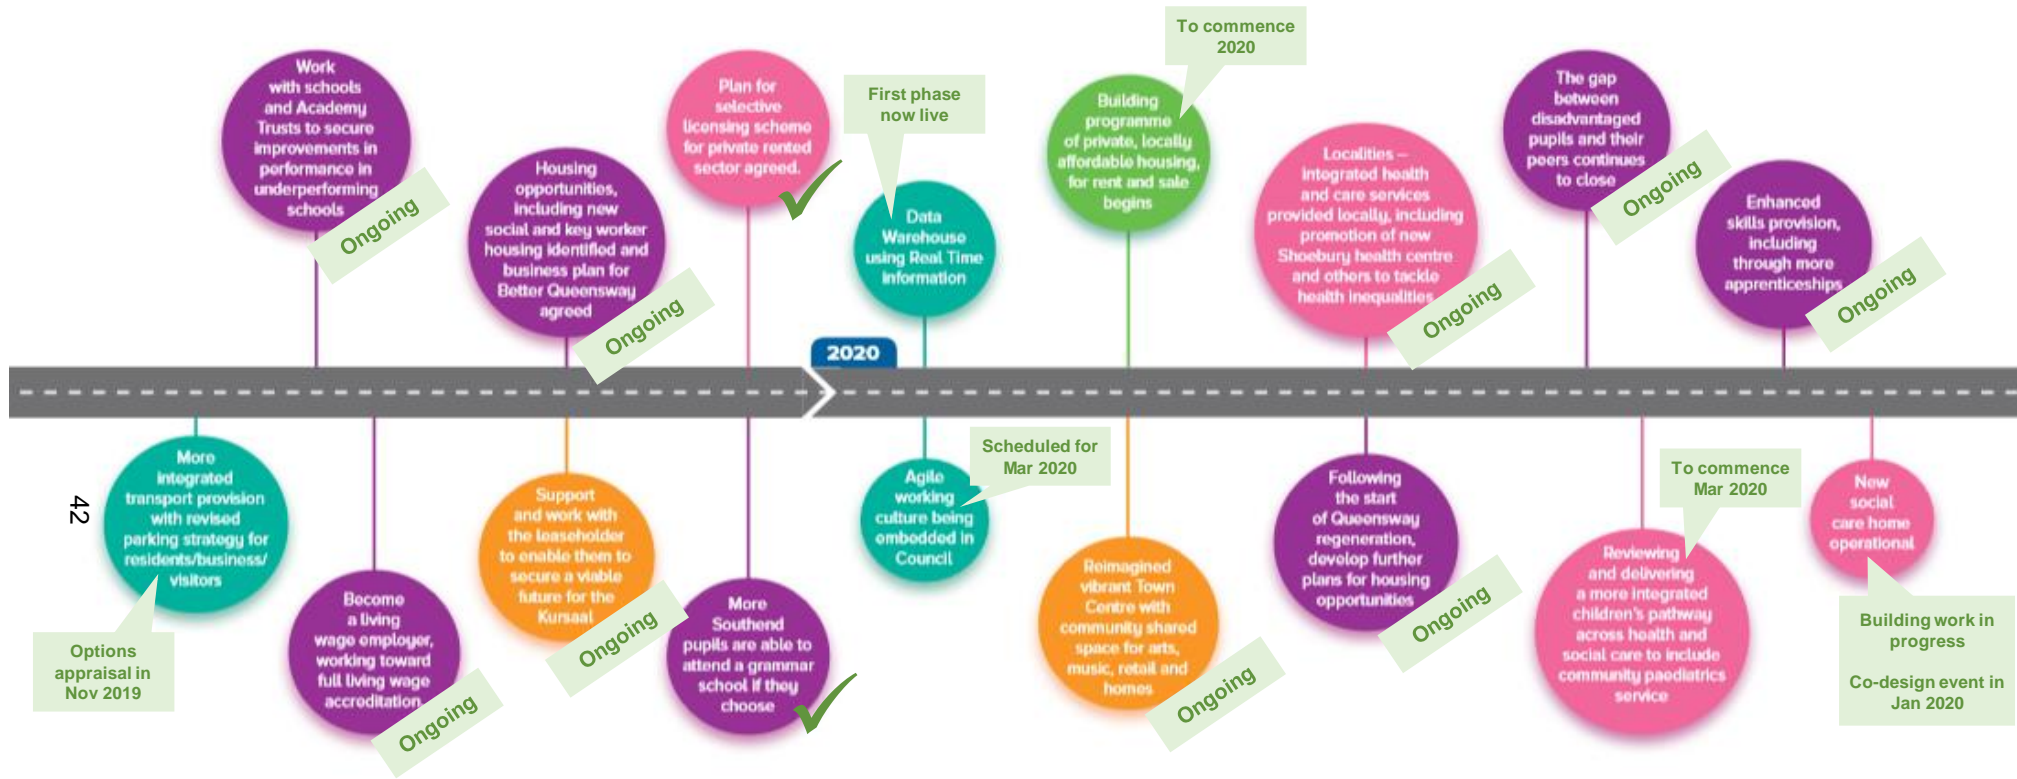 Work
with schools
and Academy
Trusts to secure
improvements in
performance in
underperforming
schools
Ongoing
Housing
opportunities,
including new
social and key worker
housing identified and
business plan for
Better Queensway
agreed
Ongoing
Plan for
selective
licensing scheme
for private rented
sector agreed.
First phase
now live
Data
Warehouse
using Real Time
information
To commence
2020
Building
programme
of private, locally
affordable housing,
for rent and sale
begins
Localities –
integrated health
and care services
provided locally, including
promotion of new
Shoebury health centre
and others to tackle
health inequalities
Ongoing
The gap
between
disadvantaged
pupils and their
peers continues
to close
Ongoing
Enhanced
skills provision,
including
through more
apprenticeships
Ongoing
2020
More
integrated
transport provision
with revised
parking strategy for
residents/business/
visitors
Options
appraisal in
Nov 2019
42
Become
a living
wage employer,
working toward
full living wage
accreditation
Ongoing
Support
and work with
the leaseholder
to enable them to
secure a viable
future for the
Kursaal
Ongoing
More
Southend
pupils are able to
attend a grammar
school if they
choose
Scheduled for
Mar 2020
Agile
working
culture being
embedded in
Council
Reimagined
vibrant Town
Centre with
community shared
space for arts,
music, retail and
homes
Ongoing
Following
the start
of Queensway
regeneration,
develop further
plans for housing
opportunities
Ongoing
To commence
Mar 2020
Reviewing
and delivering
a more integrated
children's pathway
across health and
social care to include
community paediatrics
service
New
social
care home
operational
Building work in
progress
Co-design event in
Jan 2020